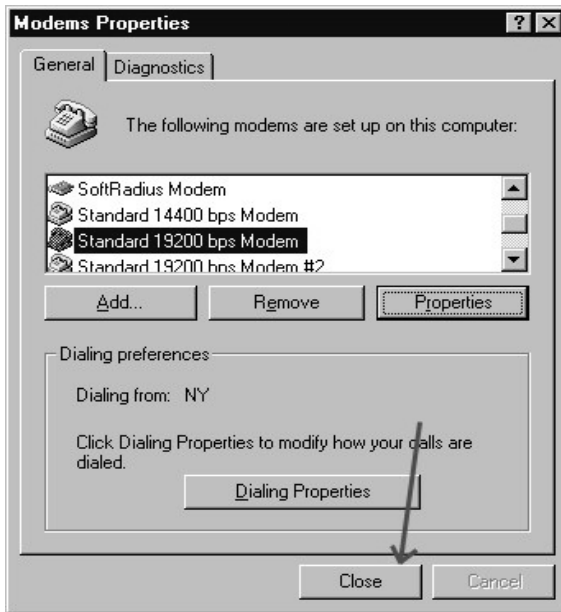 Modems Properties
General
Diagnostics
The following modems are set up on this computer:
SoftRadius Modem
Standard 14400 bps Modem
Standard 19200 bps Modem
Standard 19200 bps Modem #2
Add...
Remove
Properties
Dialing preferences
Dialing from: NY
Click Dialing Properties to modify how your calls are
dialed.
Dialing Properties
Close
Cancel